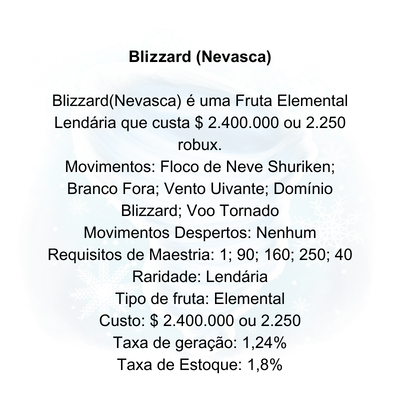 Blizzard (Nevasca)
Blizzard(Nevasca) é uma Fruta Elemental
Lendária que custa $ 2.400.000 ou 2.250
robux.
Movimentos: Floco de Neve Shuriken;
Branco Fora; Vento Uivante; Domínio
Blizzard; Voo Tornado
Movimentos Despertos: Nenhum
Requisitos de Maestria: 1; 90; 160; 250; 40
Raridade: Lendária
Tipo de fruta: Elemental
Custo: $ 2.400.000 ou 2.250
Taxa de geração: 1,24%
Taxa de Estoque: 1,8%